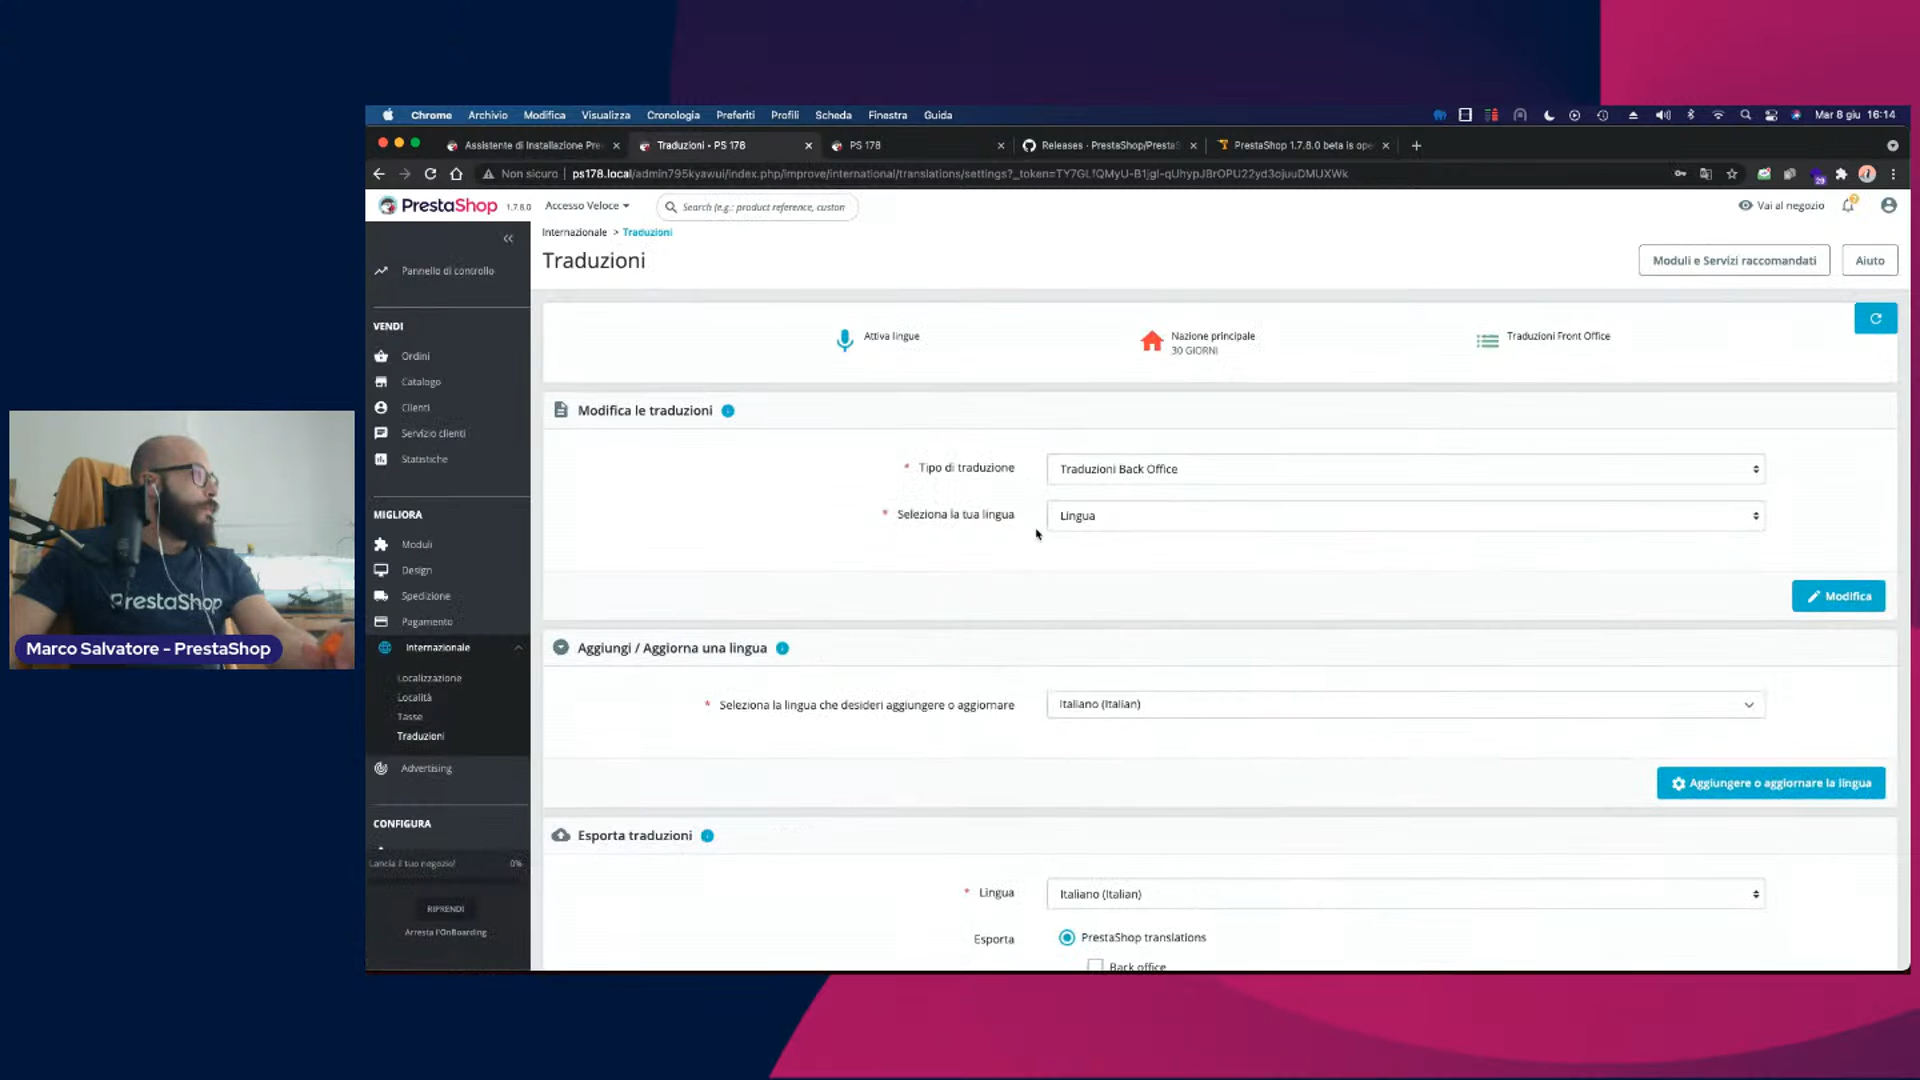 Chrome Archivio Modifica Visualizza Cronologia Preferiti Profili Scheda Finestra Guida Mar 8 giu 16:14
Assistente di Installazione Pre Traduzioni • PS 178 PS 178 Releases · PrestaShop/PrestaS PrestaShop 1.7.8.0 beta is ope
Non sicuro ps178.local/admin795kyawui/index.php/improve/international/translations/settings?_token=
PrestaShop 1.7.8.0 Accesso Veloce Search (e.g.: product reference, custon Vai al negozio
Internazionale > Traduzioni
Traduzioni
Moduli e Servizi raccomandati Aiuto
Pannello di controllo
VENDI
Ordini
Catalogo
Clienti
Servizio clienti
Statistiche
MIGLIORA
Moduli
Design
Spedizione
Pagamento
Internazionale
Localizzazione
Località
Tasse
Traduzioni
Advertising
CONFIGURA
Lancia il tuo negozio! 0%
RIPRENDI
Arresta l'OnBoarding
Attiva lingue
Nazione principale
30 GIORNI
Traduzioni Front Office
Modifica le traduzioni
* Tipo di traduzione Traduzioni Back Office
* Seleziona la tua lingua Lingua
Modifica
Aggiungi / Aggiorna una lingua
* Seleziona la lingua che desideri aggiungere o aggiornare Italiano (Italian)
Aggiungere o aggiornare la lingua
Esporta traduzioni
* Lingua Italiano (Italian)
Esporta PrestaShop translations
Back office
PrestaShop
Marco Salvatore - PrestaShop